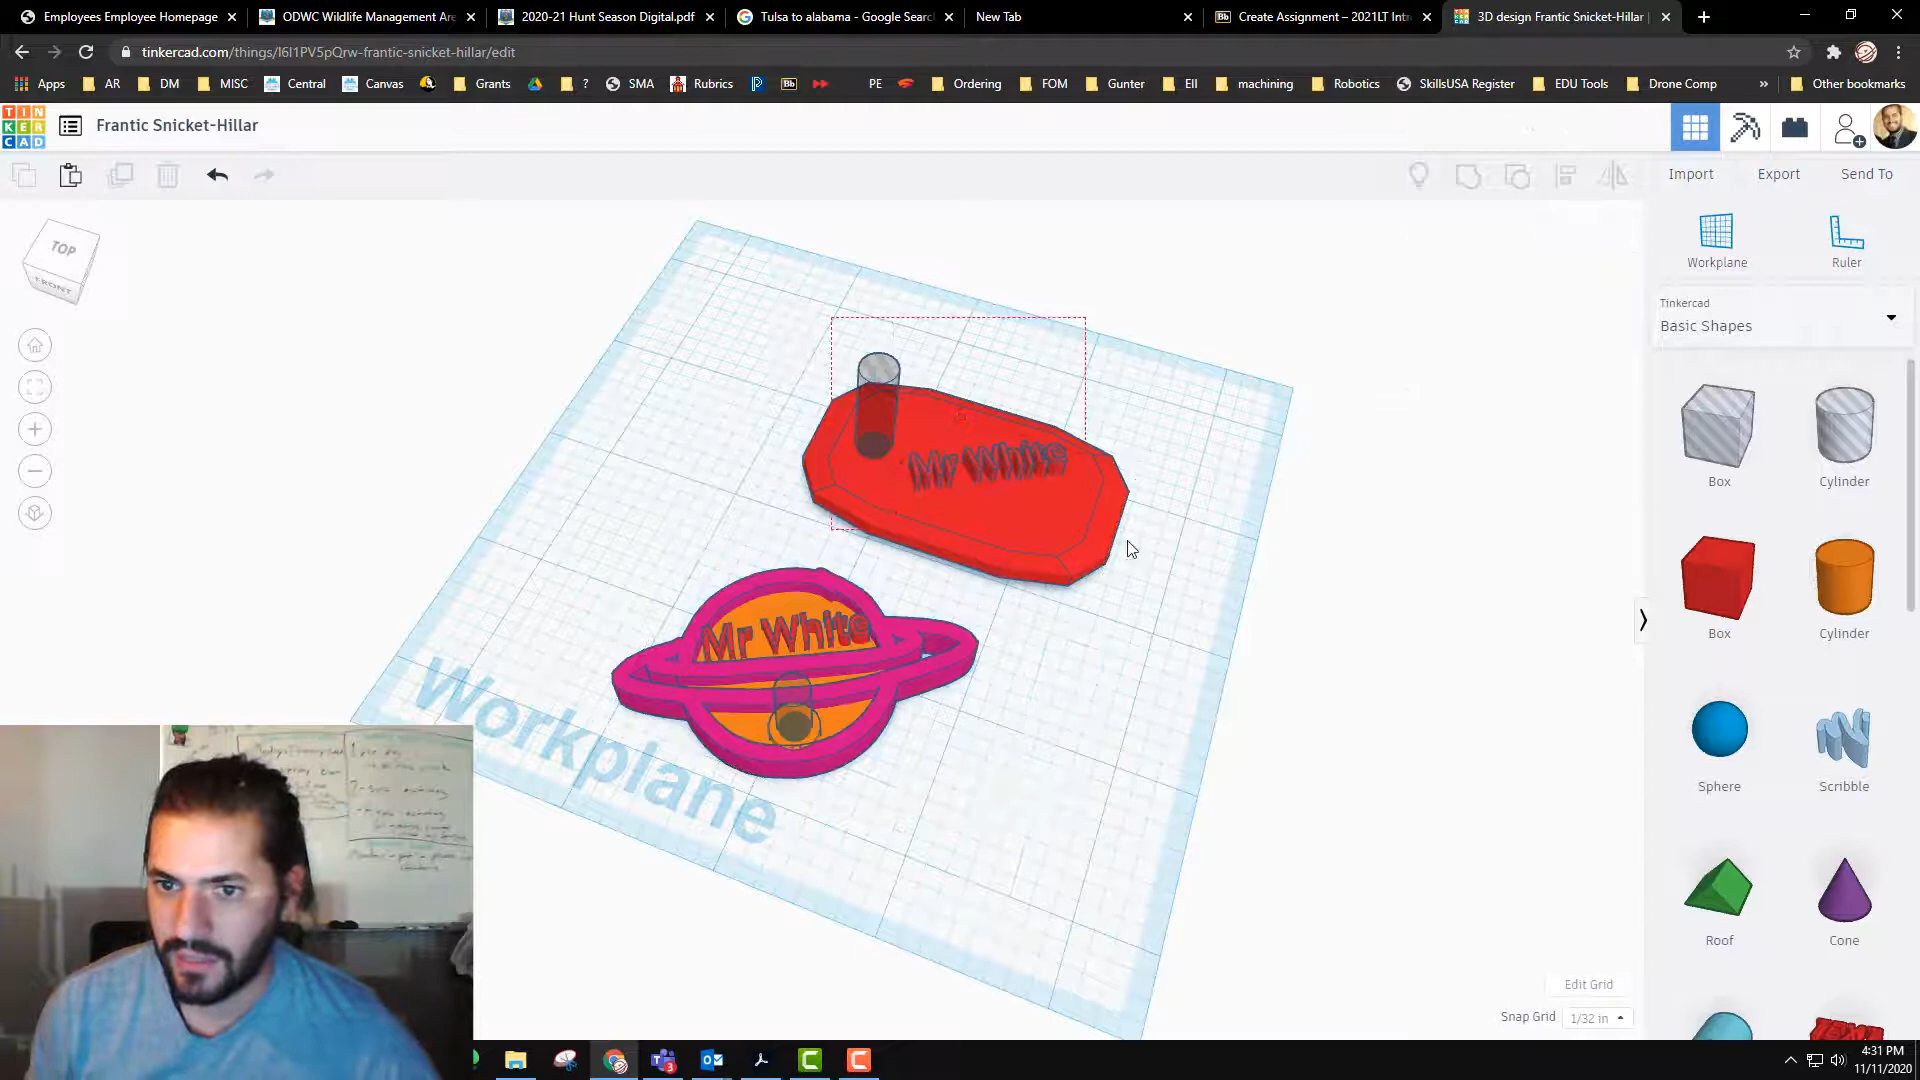 Employees Employee Homepage
ODWC Wildlife Management Are
2020-21 Hunt Season Digital.pdf
Tulsa to alabama - Google Searc
New Tab
Create Assignment – 2021LT Intr
3D design Frantic Snicket-Hillar |
tinkercad.com/things/l6I1PV5pQrw-frantic-snicket-hillar/edit
Apps
AR
DM
MISC
Central
Canvas
Grants
?
SMA
Rubrics
Bb
PE
Ordering
FOM
Gunter
EII
machining
Robotics
SkillsUSA Register
EDU Tools
Drone Comp
»
Other bookmarks
TIN
KER
CAD
Frantic Snicket-Hillar
Import
Export
Send To
TOP
FRONT
Workplane
Ruler
Tinkercad
Basic Shapes
Box
Cylinder
Box
Cylinder
Sphere
Scribble
Roof
Cone
TEXT
Mr White
Mr White
Workplane
Edit Grid
Snap Grid
1/32 in
4:31 PM
11/11/2020